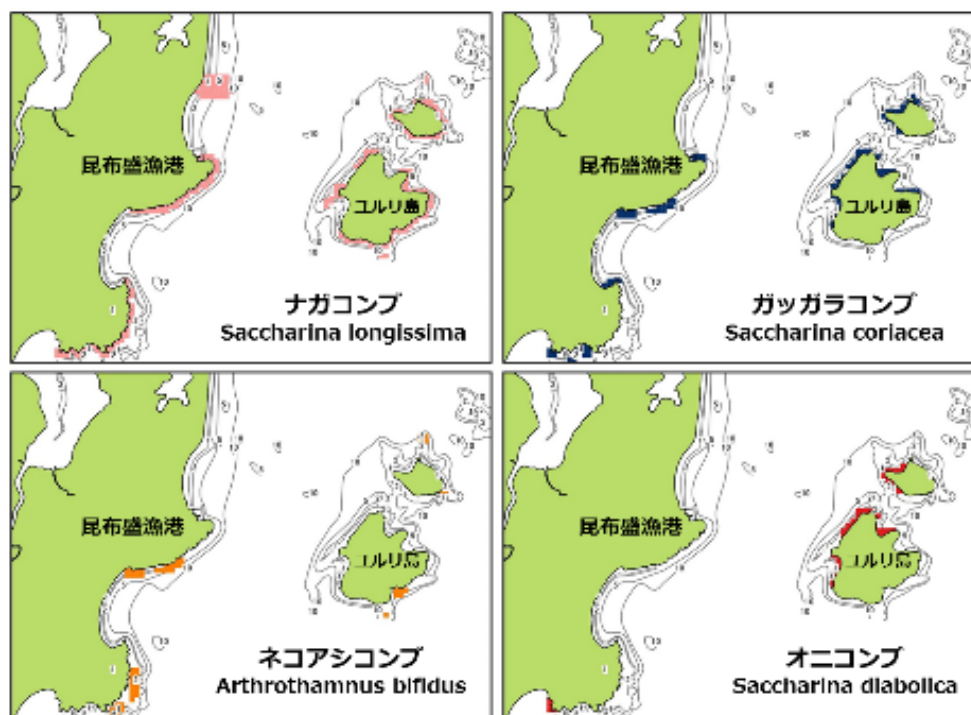 昆布盛漁港
ユルリ島
ナガコンブ
Saccharina longissima
昆布盛漁港
ユルリ島
ガッガラコンブ
Saccharina coriacea
昆布盛漁港
ユルリ島
ネコアシコンブ
Arthrothamnus bifidus
昆布盛漁港
ユルリ島
オニコンブ
Saccharina diabolica